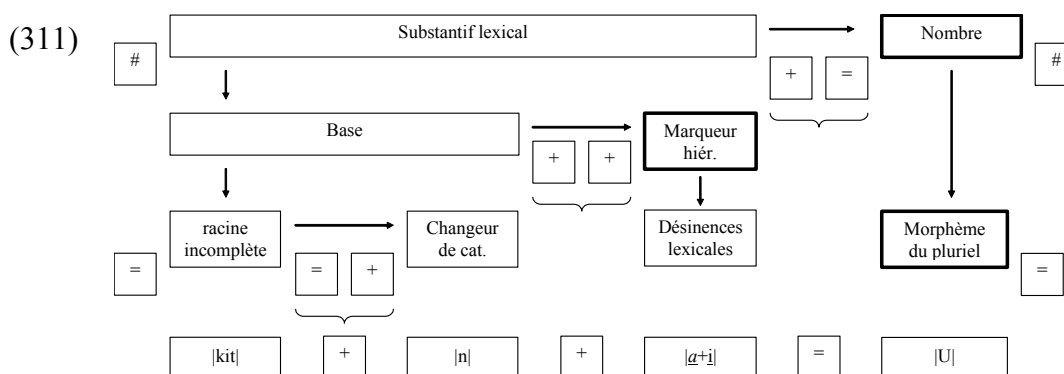 (311)
Substantif lexical
Nombre
#
#
+ =
Base
Marqueur
hiér.
+ +
racine
incomplète
Changeur
de cat.
Désinences
lexicales
Morphème
du pluriel
=
= +
=
|kit| + |n| + |a+i| = |U|